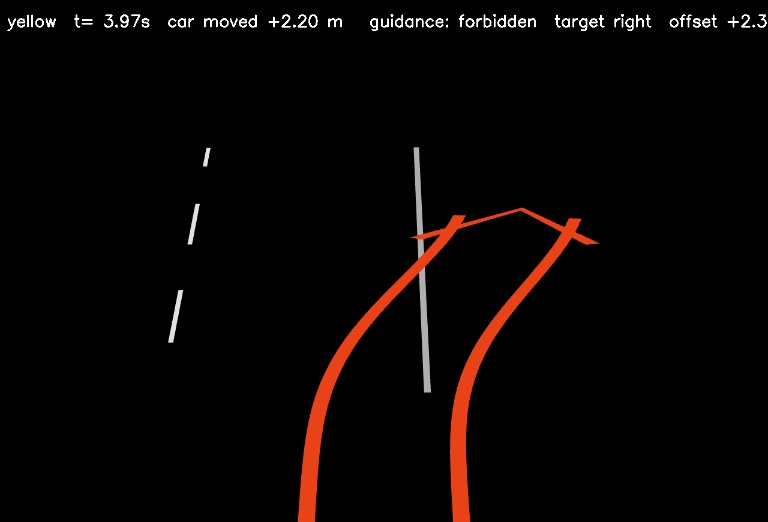 yellow t= 3.97s car moved +2.20 m guidance: forbidden target right offset +2.3